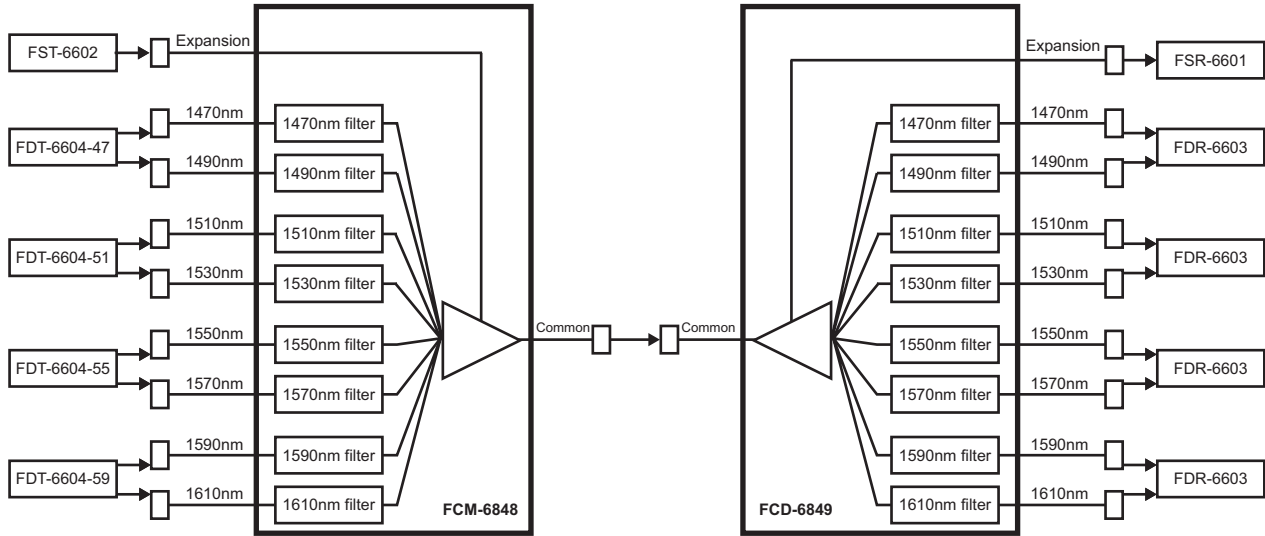 FST-6602
Expansion
Expansion
FSR-6601
FDT-6604-47
1470nm
1470nm filter
1490nm
1490nm filter
1470nm filter
1470nm
1490nm filter
1490nm
FDR-6603
FDT-6604-51
1510nm
1510nm filter
1530nm
1530nm filter
1510nm filter
1510nm
1530nm filter
1530nm
FDR-6603
Common
Common
FDT-6604-55
1550nm
1550nm filter
1570nm
1570nm filter
1550nm filter
1550nm
1570nm filter
1570nm
FDR-6603
FDT-6604-59
1590nm
1590nm filter
1610nm
1610nm filter
FCM-6848
FCD-6849
1590nm filter
1590nm
1610nm filter
1610nm
FDR-6603